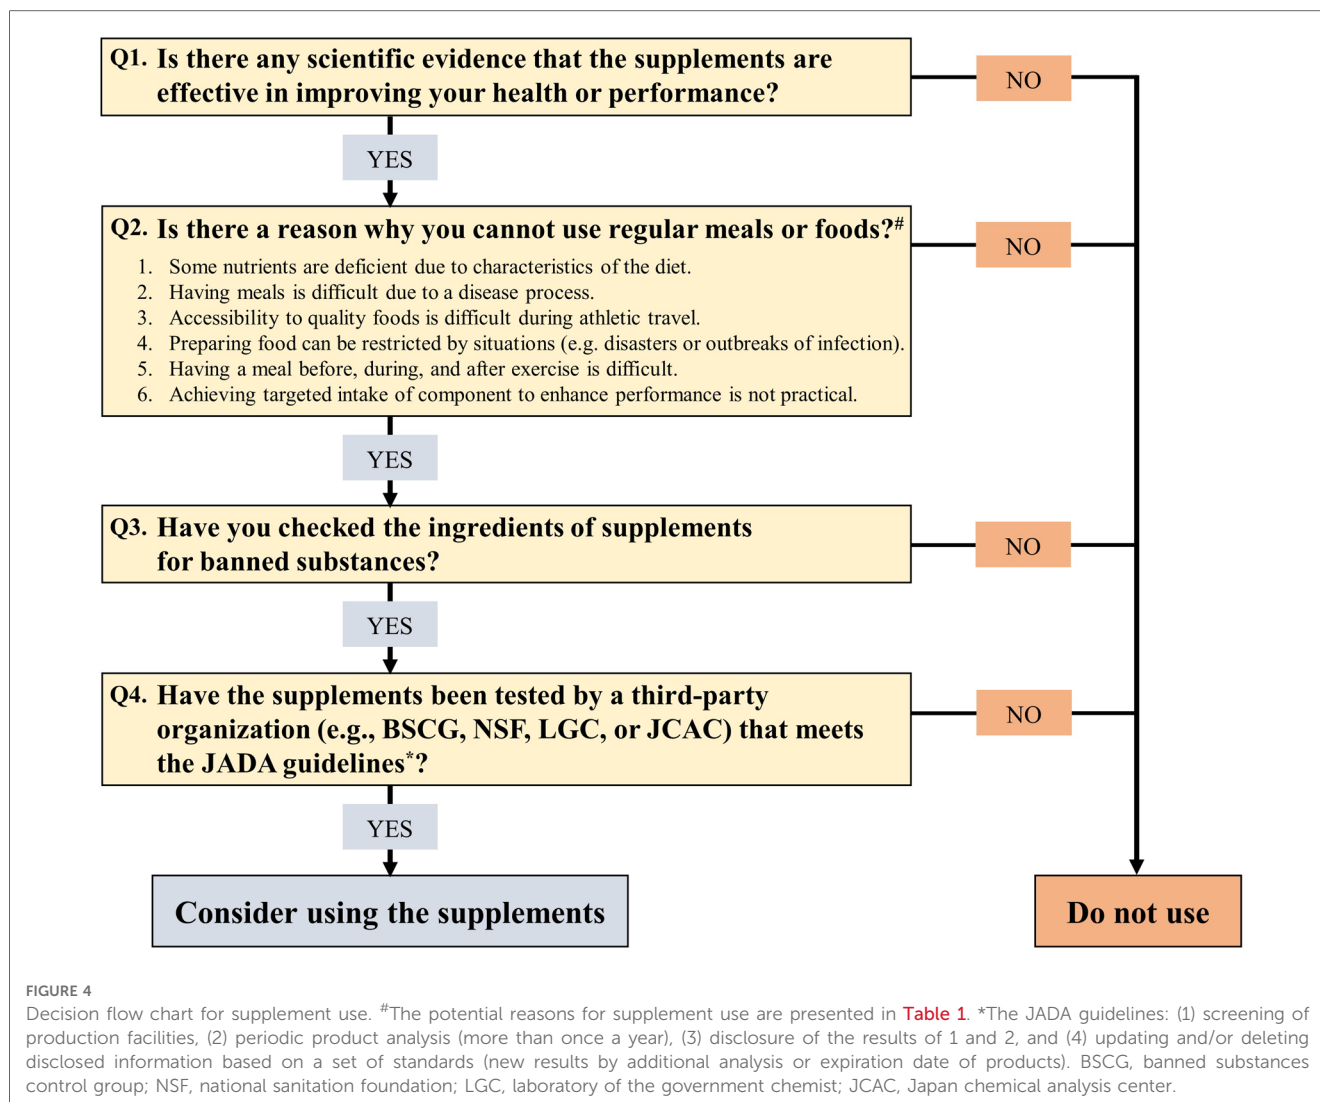 Q1. Is there any scientific evidence that the supplements are
effective in improving your health or performance?
NO
YES
Q2. Is there a reason why you cannot use regular meals or foods?#
1. Some nutrients are deficient due to characteristics of the diet.
2. Having meals is difficult due to a disease process.
3. Accessibility to quality foods is difficult during athletic travel.
4. Preparing food can be restricted by situations (e.g. disasters or outbreaks of infection).
5. Having a meal before, during, and after exercise is difficult.
6. Achieving targeted intake of component to enhance performance is not practical.
NO
YES
Q3. Have you checked the ingredients of supplements
for banned substances?
NO
YES
Q4. Have the supplements been tested by a third-party
organization (e.g., BSCG, NSF, LGC, or JCAC) that meets
the JADA guidelines*?
NO
YES
Consider using the supplements
Do not use
FIGURE 4
Decision flow chart for supplement use. #The potential reasons for supplement use are presented in Table 1. *The JADA guidelines: (1) screening of
production facilities, (2) periodic product analysis (more than once a year), (3) disclosure of the results of 1 and 2, and (4) updating and/or deleting
disclosed information based on a set of standards (new results by additional analysis or expiration date of products). BSCG, banned substances
control group; NSF, national sanitation foundation; LGC, laboratory of the government chemist; JCAC, Japan chemical analysis center.